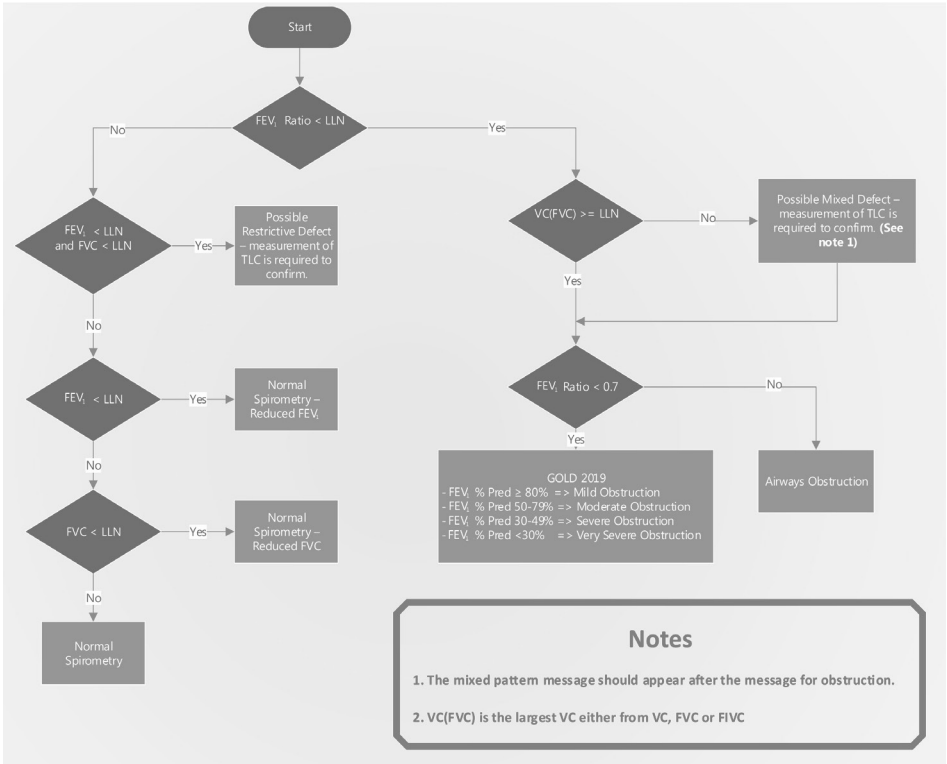 Start
FEV₁ Ratio < LLN
No
Yes
FEV₁ < LLN
and FVC < LLN
Yes
Possible
Restrictive Defect
– measurement of
TLC is required to
confirm.
VC(FVC) >= LLN
No
Possible Mixed Defect –
measurement of TLC is
required to confirm. (See
note 1)
Yes
No
FEV₁ < LLN
Yes
Normal
Spirometry –
Reduced FEV₁
FEV₁ Ratio < 0.7
No
Yes
Airways Obstruction
GOLD 2019
- FEV₁ % Pred ≥ 80% => Mild Obstruction
- FEV₁ % Pred 50-79% => Moderate Obstruction
- FEV₁ % Pred 30-49% => Severe Obstruction
- FEV₁ % Pred <30% => Very Severe Obstruction
No
FVC < LLN
Yes
Normal
Spirometry –
Reduced FVC
No
Normal
Spirometry
Notes
1. The mixed pattern message should appear after the message for obstruction.
2. VC(FVC) is the largest VC either from VC, FVC or FIVC